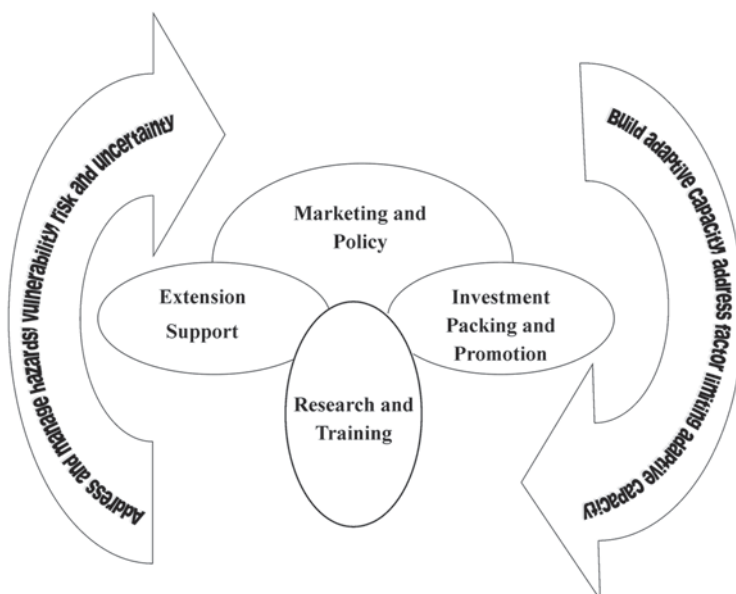 Address and manage hazards, vulnerability, risk and uncertainty
Build adaptive capacity, address factor limiting adaptive capacity
Marketing and
Policy
Extension
Support
Investment
Packing and
Promotion
Research and
Training